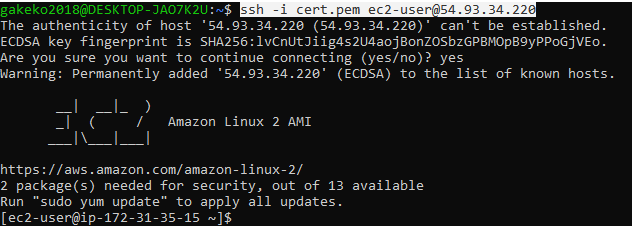 gakeko2018@DESKTOP-JAO7K2U:~$ ssh -i cert.pem ec2-user@54.93.34.220
The authenticity of host '54.93.34.220 (54.93.34.220)' can't be established.
ECDSA key fingerprint is SHA256:lvCnUtJiig4s2U4aojBonZOSbzGPBMOpB9yPPoGjVEo.
Are you sure you want to continue connecting (yes/no)? yes
Warning: Permanently added '54.93.34.220' (ECDSA) to the list of known hosts.
       __|  __|_  )
       _|  (     /   Amazon Linux 2 AMI
      ___|\___|___|
https://aws.amazon.com/amazon-linux-2/
2 package(s) needed for security, out of 13 available
Run "sudo yum update" to apply all updates.
[ec2-user@ip-172-31-35-15 ~]$